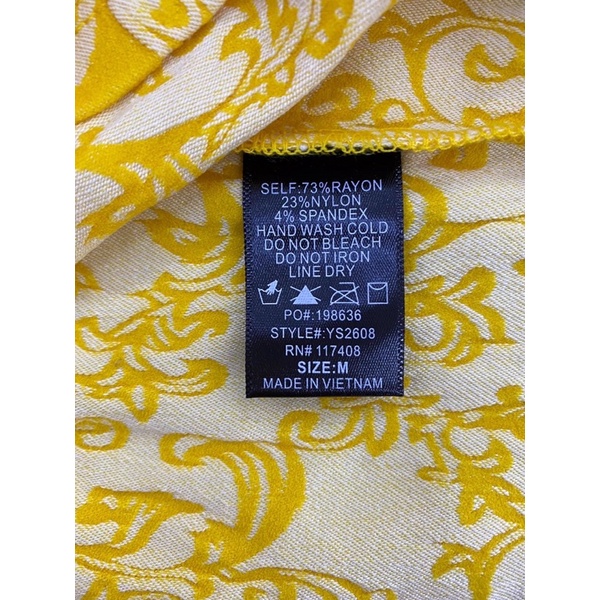 SELF:73%RAYON
23%NYLON
4% SPANDEX
HAND WASH COLD
DO NOT BLEACH
DO NOT IRON
LINE DRY
PO#:198636
STYLE#:YS2608
RN# 117408
SIZE:M
MADE IN VIETNAM